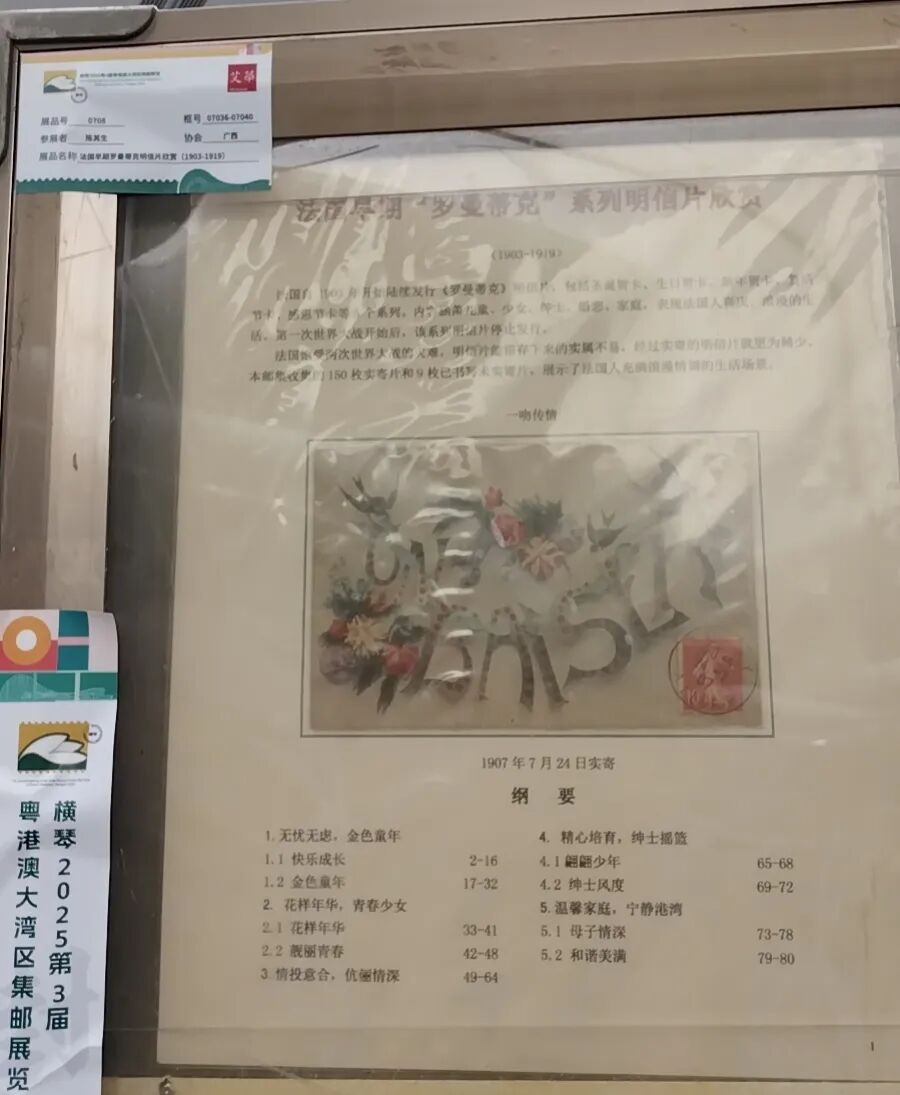 艾华
展品号 0708 框号 07036-07040
参展者 陈其生 协会 广西
展品名称 法国早期罗曼蒂克明信片欣赏（1903-1919）
法国早期“罗曼蒂克”系列明信片欣赏
（1903-1919）
法国自1903年开始陆续发行《罗曼蒂克》明信片，包括圣诞贺卡、生日贺卡、新年贺卡、
节卡、感恩节卡等 个系列，内容涵盖儿童、少女、绅士、婚恋、家庭，表现法国人喜庆、浪漫的生
活。第一次世界大战开始后，该系列明信片停止发行。
法国饱受两次世界大战的灾难，明信片能留存下来的实属不易，经过实寄的明信片就更为稀少。
本邮集收集的150枚实寄片和9枚已书写未实寄片，展示了法国人充满浪漫情调的生活场景。
一吻传情
UN
BAISER
1907年7月24日实寄
纲 要
1.无忧无虑，金色童年
1.1 快乐成长 2-16
1.2 金色童年 17-32
2. 花样年华，青春少女
2.1 花样年华 33-41
2.2 靓丽青春 42-48
3 情投意合，伉俪情深 49-64
4. 精心培育，绅士摇篮
4.1 翩翩少年 65-68
4.2 绅士风度 69-72
5.温馨家庭，宁静港湾
5.1 母子情深 73-78
5.2 和谐美满 79-80
1
横琴2025第3届
粤港澳大湾区集邮展览